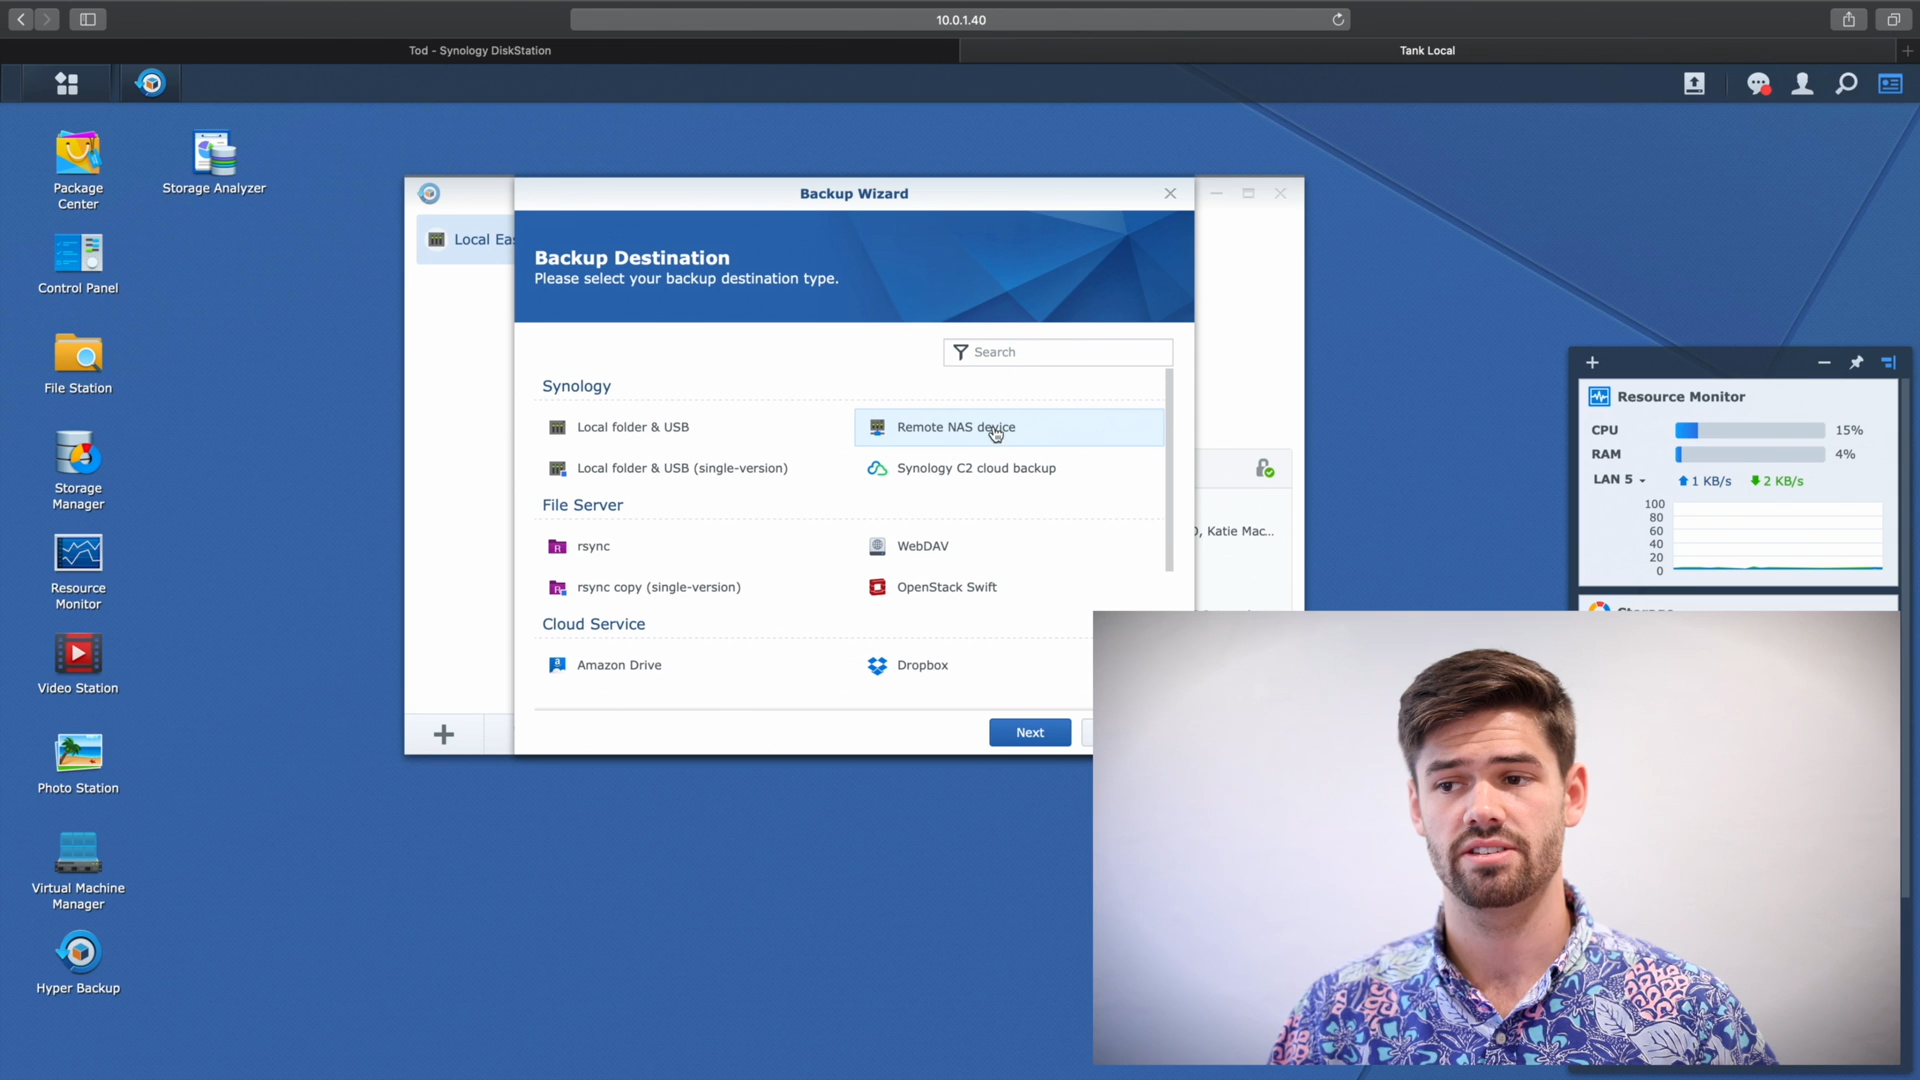 10.0.1.40
Tod - Synology DiskStation
Tank Local
Package
Center
Storage Analyzer
Control Panel
File Station
Storage
Manager
Resource
Monitor
Video Station
Photo Station
Virtual Machine
Manager
Hyper Backup
Local Eas
Backup Wizard
Backup Destination
Please select your backup destination type.
Search
Synology
Local folder & USB
Remote NAS device
Local folder & USB (single-version)
Synology C2 cloud backup
File Server
rsync
WebDAV
rsync copy (single-version)
OpenStack Swift
Cloud Service
Amazon Drive
Dropbox
Next
, Katie Mac...
Resource Monitor
CPU
15%
RAM
4%
LAN 5
1 KB/s
2 KB/s
100
80
60
40
20
0